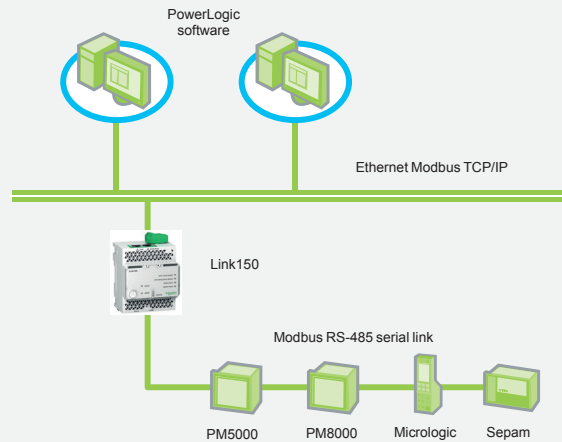 PowerLogic
software
Ethernet Modbus TCP/IP
Link150
Modbus RS-485 serial link
PM5000
PM8000
Micrologic
Sepam